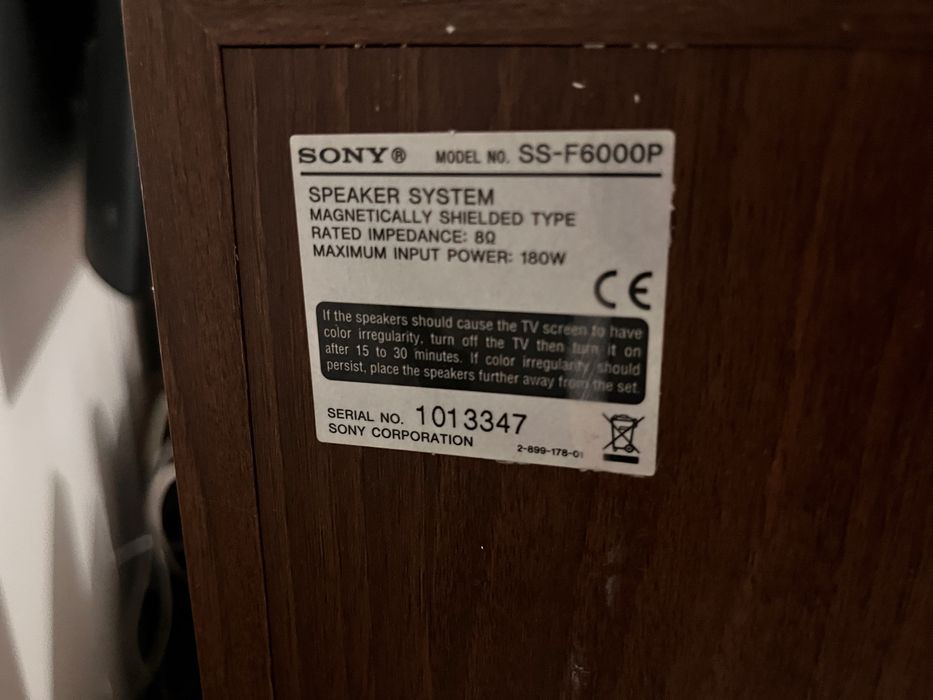 SONY® MODEL NO. SS-F6000P
SPEAKER SYSTEM
MAGNETICALLY SHIELDED TYPE
RATED IMPEDANCE: 8Ω
MAXIMUM INPUT POWER: 180W
CE
If the speakers should cause the TV screen to have
color irregularity, turn off the TV then turn it on
after 15 to 30 minutes. If color irregularity should
persist, place the speakers further away from the set.
SERIAL NO. 1013347
SONY CORPORATION
2-899-178-01